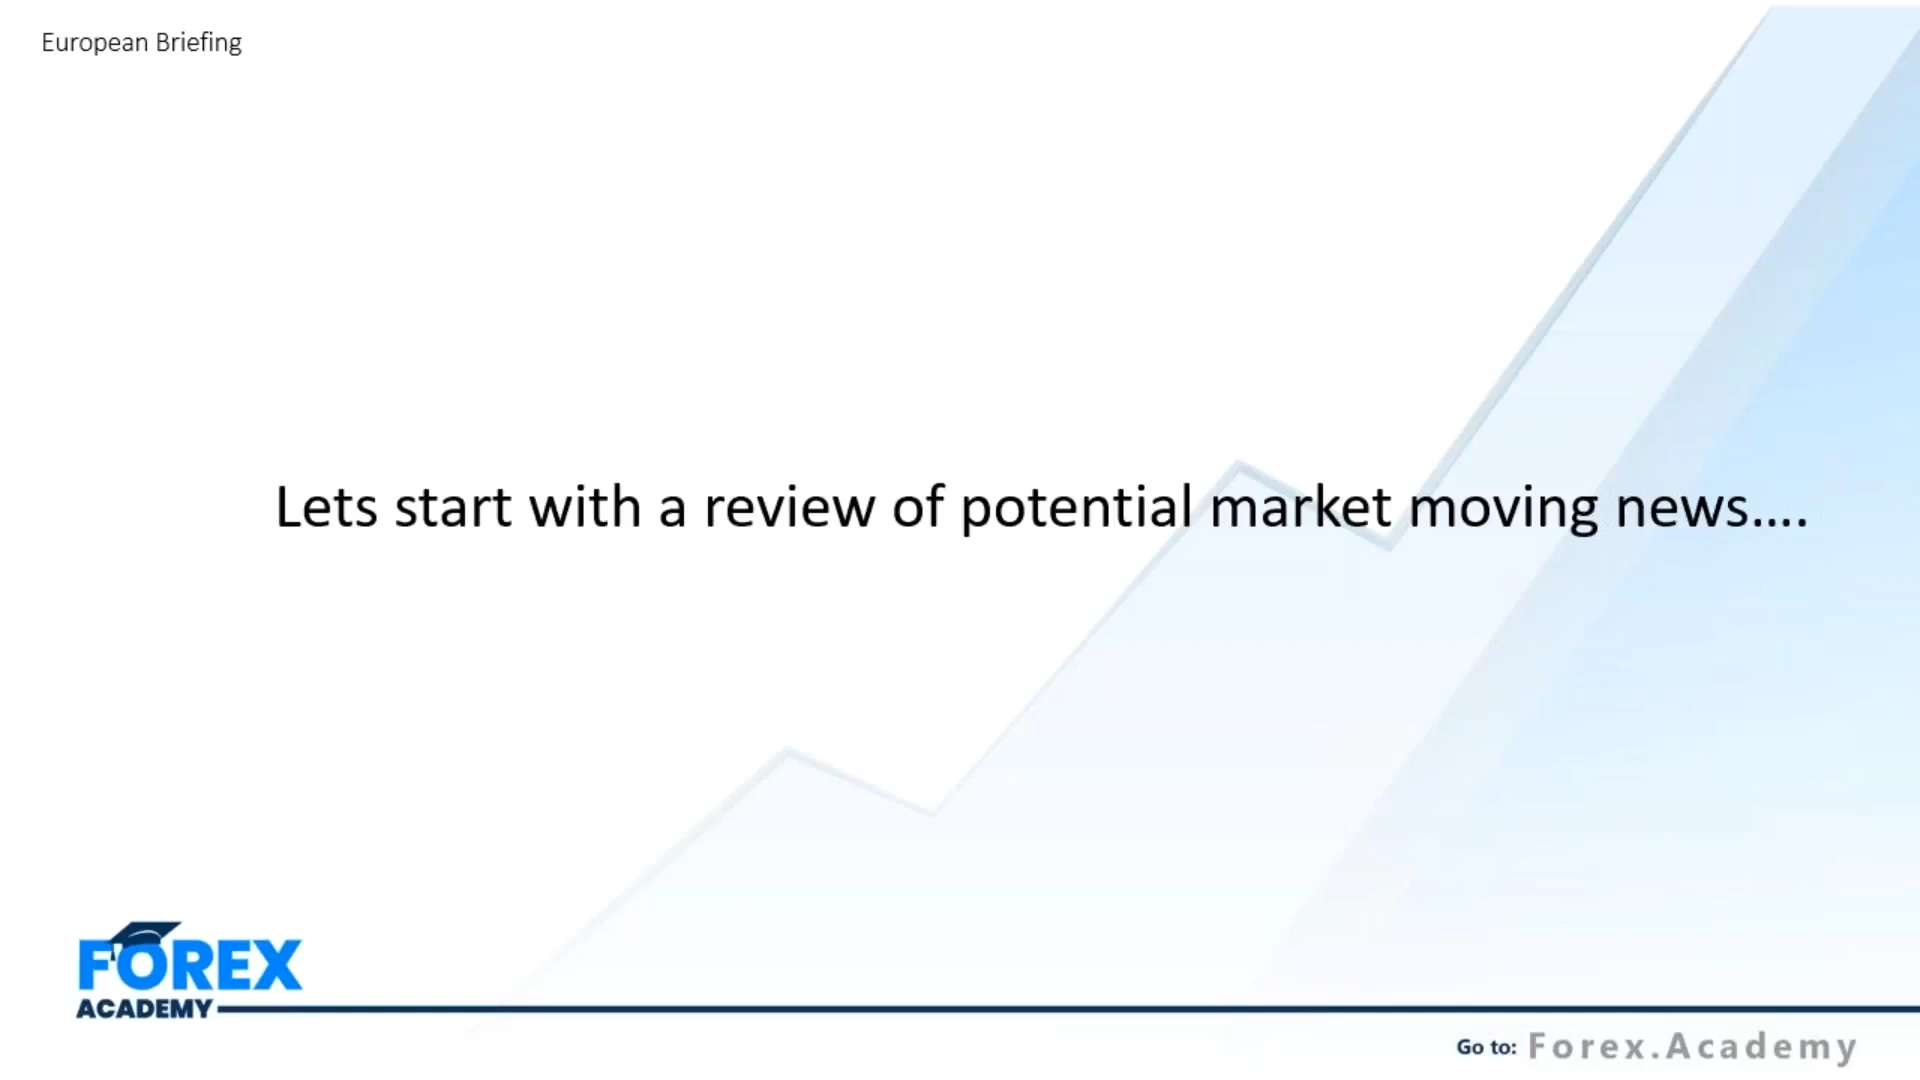 European Briefing
Lets start with a review of potential market moving news....
FOREX
ACADEMY
Go to: Forex.Academy